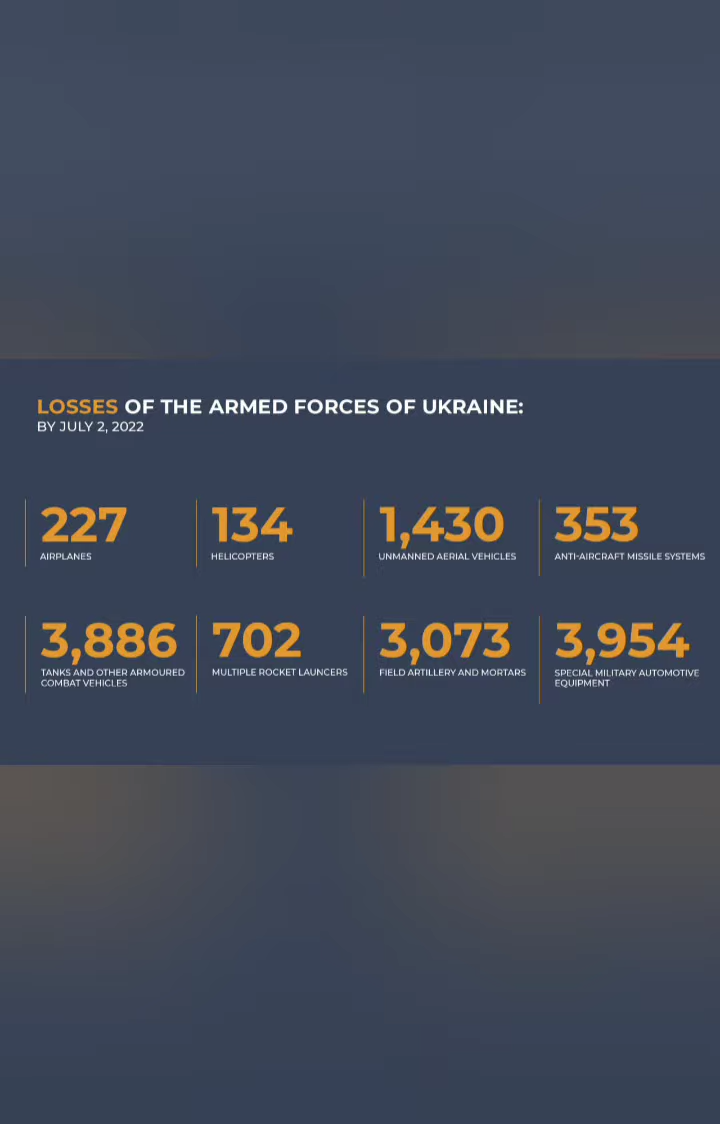 LOSSES OF THE ARMED FORCES OF UKRAINE:
BY JULY 2, 2022
227
AIRPLANES
134
HELICOPTERS
1,430
UNMANNED AERIAL VEHICLES
353
ANTI-AIRCRAFT MISSILE SYSTEMS
3,886
TANKS AND OTHER ARMOURED
COMBAT VEHICLES
702
MULTIPLE ROCKET LAUNCERS
3,073
FIELD ARTILLERY AND MORTARS
3,954
SPECIAL MILITARY AUTOMOTIVE
EQUIPMENT